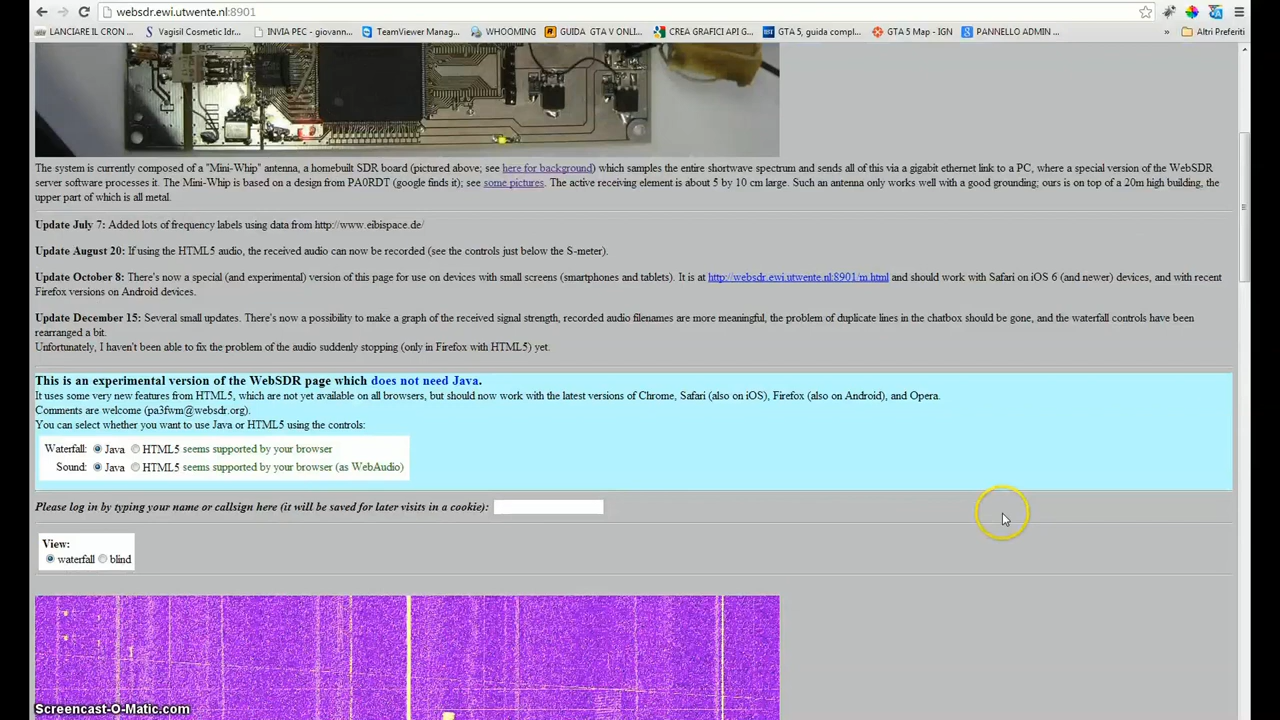 websdr.ewi.utwente.nl:8901
LANCIARE IL CRON ... Vagisil Cosmetic Idr... INVIA PEC - giovann... TeamViewer Manag... WHOOMING GUIDA GTA V ONLI... CREA GRAFICI API G... GTA 5, guida compl... GTA 5 Map - IGN PANNELLO ADMIN ... » Altri Preferiti
The system is currently composed of a "Mini-Whip" antenna, a homebuilt SDR board (pictured above; see here for background) which samples the entire shortwave spectrum and sends all of this via a gigabit ethernet link to a PC, where a special version of the WebSDR
server software processes it. The Mini-Whip is based on a design from PA0RDT (google finds it); see some pictures. The active receiving element is about 5 by 10 cm large. Such an antenna only works well with a good grounding; ours is on top of a 20m high building, the
upper part of which is all metal.
Update July 7: Added lots of frequency labels using data from http://www.eibispace.de/
Update August 20: If using the HTML5 audio, the received audio can now be recorded (see the controls just below the S-meter).
Update October 8: There's now a special (and experimental) version of this page for use on devices with small screens (smartphones and tablets). It is at http://websdr.ewi.utwente.nl:8901/m.html and should work with Safari on iOS 6 (and newer) devices, and with recent
Firefox versions on Android devices.
Update December 15: Several small updates. There's now a possibility to make a graph of the received signal strength, recorded audio filenames are more meaningful, the problem of duplicate lines in the chatbox should be gone, and the waterfall controls have been
rearranged a bit.
Unfortunately, I haven't been able to fix the problem of the audio suddenly stopping (only in Firefox with HTML5) yet.
This is an experimental version of the WebSDR page which does not need Java.
It uses some very new features from HTML5, which are not yet available on all browsers, but should now work with the latest versions of Chrome, Safari (also on iOS), Firefox (also on Android), and Opera.
Comments are welcome (pa3fwm@websdr.org).
You can select whether you want to use Java or HTML5 using the controls:
Waterfall: Java HTML5 seems supported by your browser
Sound: Java HTML5 seems supported by your browser (as WebAudio)
Please log in by typing your name or callsign here (it will be saved for later visits in a cookie):
View:
waterfall blind
Screencast-O-Matic.com